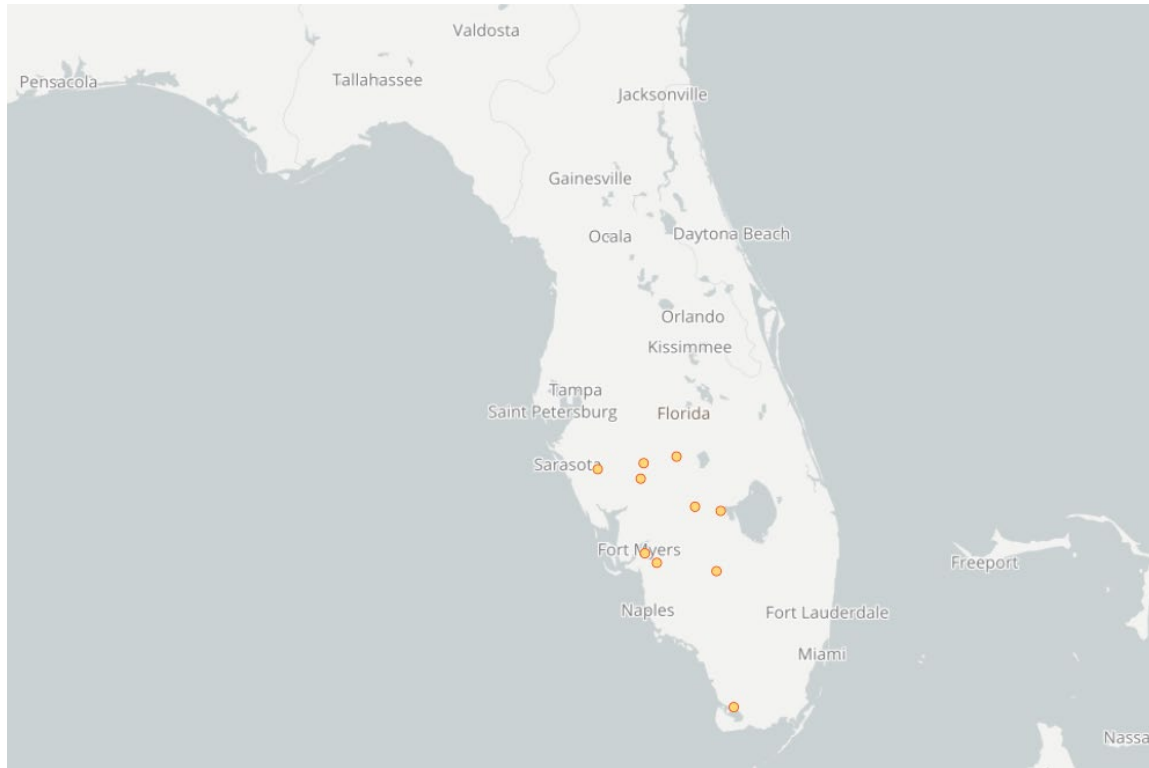 Valdosta
Pensacola
Tallahassee
Jacksonville
Gainesville
Ocala
Daytona Beach
Orlando
Kissimmee
Tampa
Saint Petersburg
Florida
Sarasota
Fort Myers
Freeport
Naples
Fort Lauderdale
Miami
Nassa